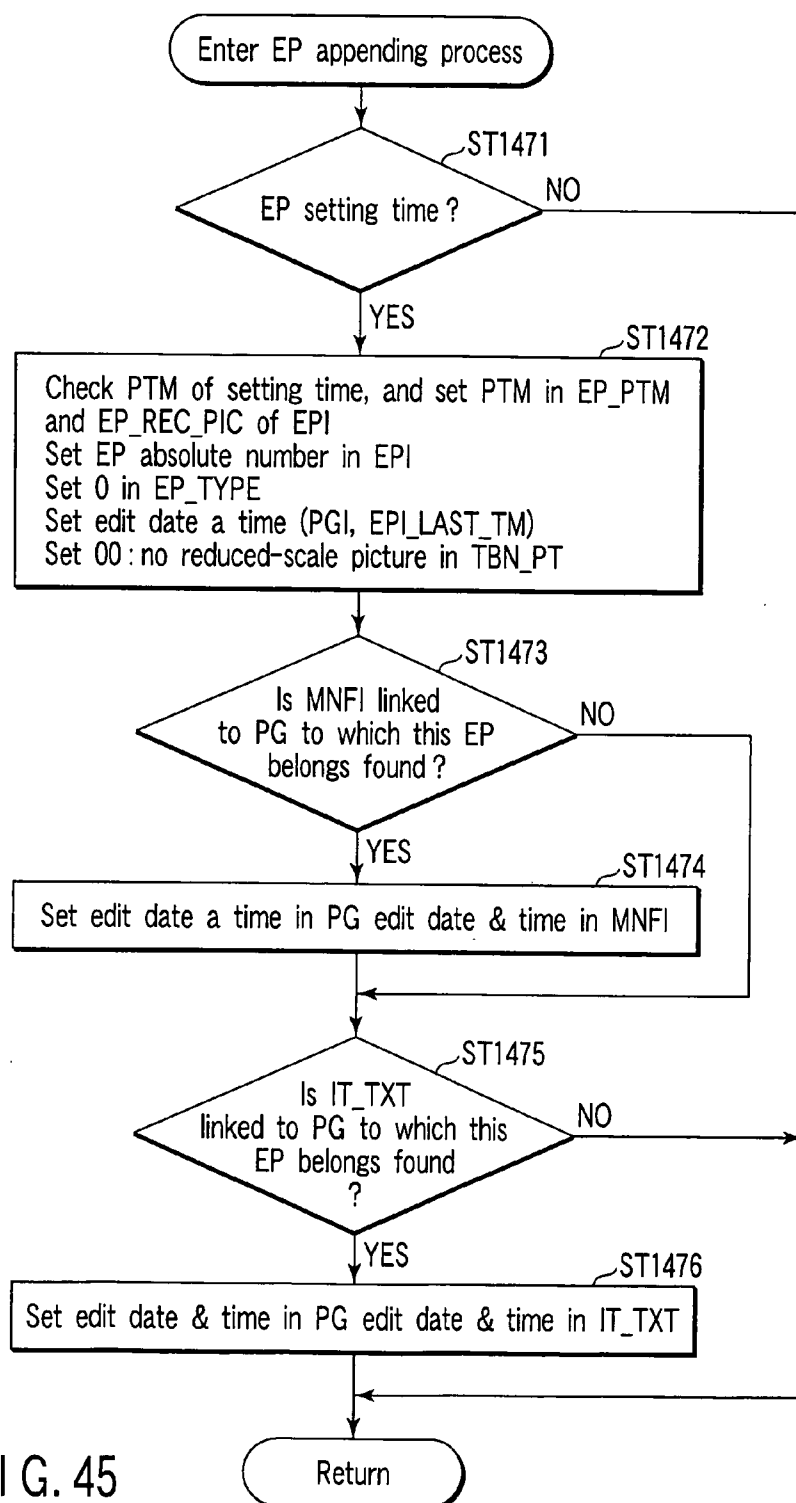 Enter EP appending process
ST1471
EP setting time ?
NO
YES
ST1472
Check PTM of setting time, and set PTM in EP_PTM
and EP_REC_PIC of EPI
Set EP absolute number in EPI
Set 0 in EP_TYPE
Set edit date a time (PGI, EPI_LAST_TM)
Set 00 : no reduced-scale picture in TBN_PT
ST1473
Is MNFI linked
to PG to which this EP
belongs found ?
NO
YES
ST1474
Set edit date a time in PG edit date & time in MNFI
ST1475
Is IT_TXT
linked to PG to which this
EP belongs found
?
NO
YES
ST1476
Set edit date & time in PG edit date & time in IT_TXT
Return
I G. 45